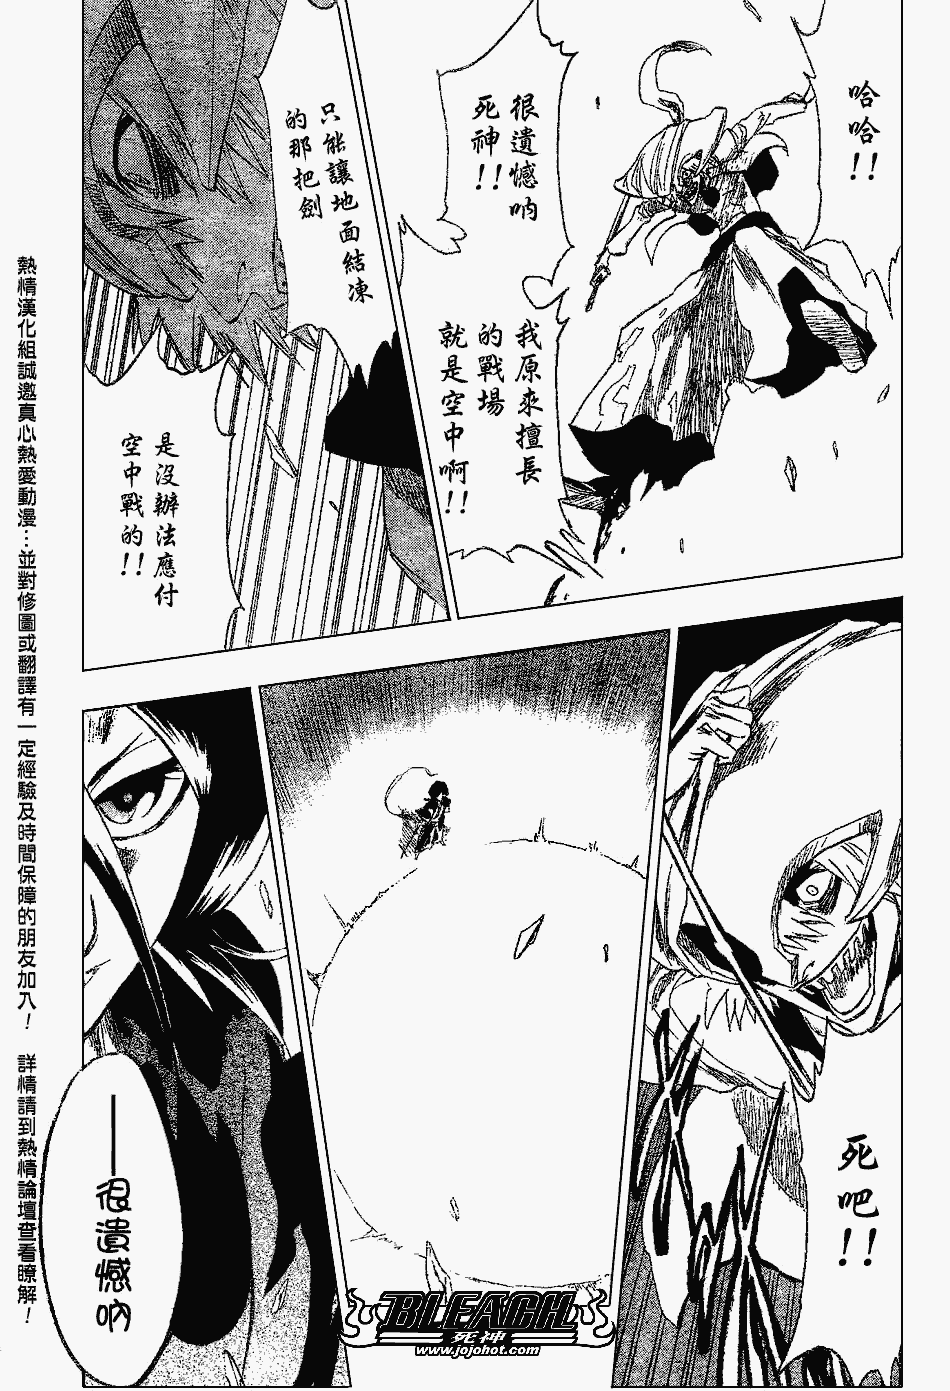 哈哈!!
很遺憾吶
死神!!
我原來擅長
的戰場
就是空中啊!!
只能讓地面結凍
的那把劍
是沒辦法應付
空中戰的!!
死吧!!
——很遺憾吶
熱情漢化組誠邀真心熱愛動漫…並對修圖或翻譯有一定經驗及時間保障的朋友加入! 詳情請到熱情論壇查看瞭解!
BLEACH
死神
www.jojohot.com